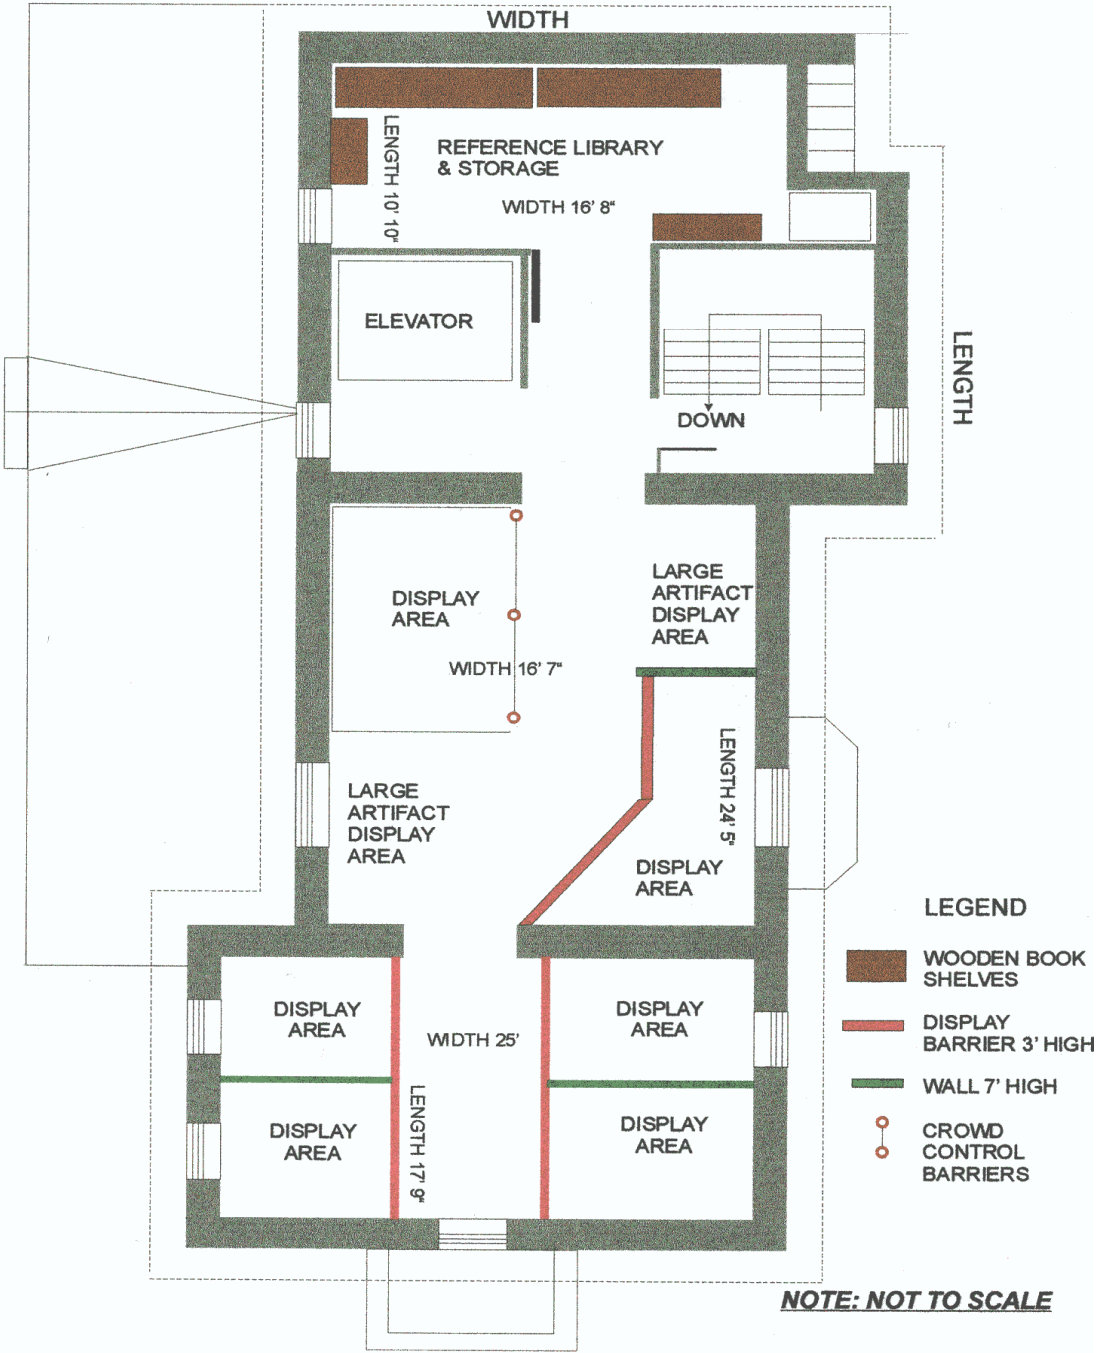 WIDTH
LENGTH 10' 10"
REFERENCE LIBRARY
& STORAGE
WIDTH 16' 8"
ELEVATOR
DOWN
LENGTH
DISPLAY
AREA
LARGE
ARTIFACT
DISPLAY
AREA
WIDTH 16' 7"
LENGTH 24' 5"
LARGE
ARTIFACT
DISPLAY
AREA
DISPLAY
AREA
LEGEND
WOODEN BOOK
SHELVES
DISPLAY
BARRIER 3' HIGH
WALL 7' HIGH
CROWD
CONTROL
BARRIERS
DISPLAY
AREA
WIDTH 25'
DISPLAY
AREA
LENGTH 17' 9"
DISPLAY
AREA
DISPLAY
AREA
NOTE: NOT TO SCALE